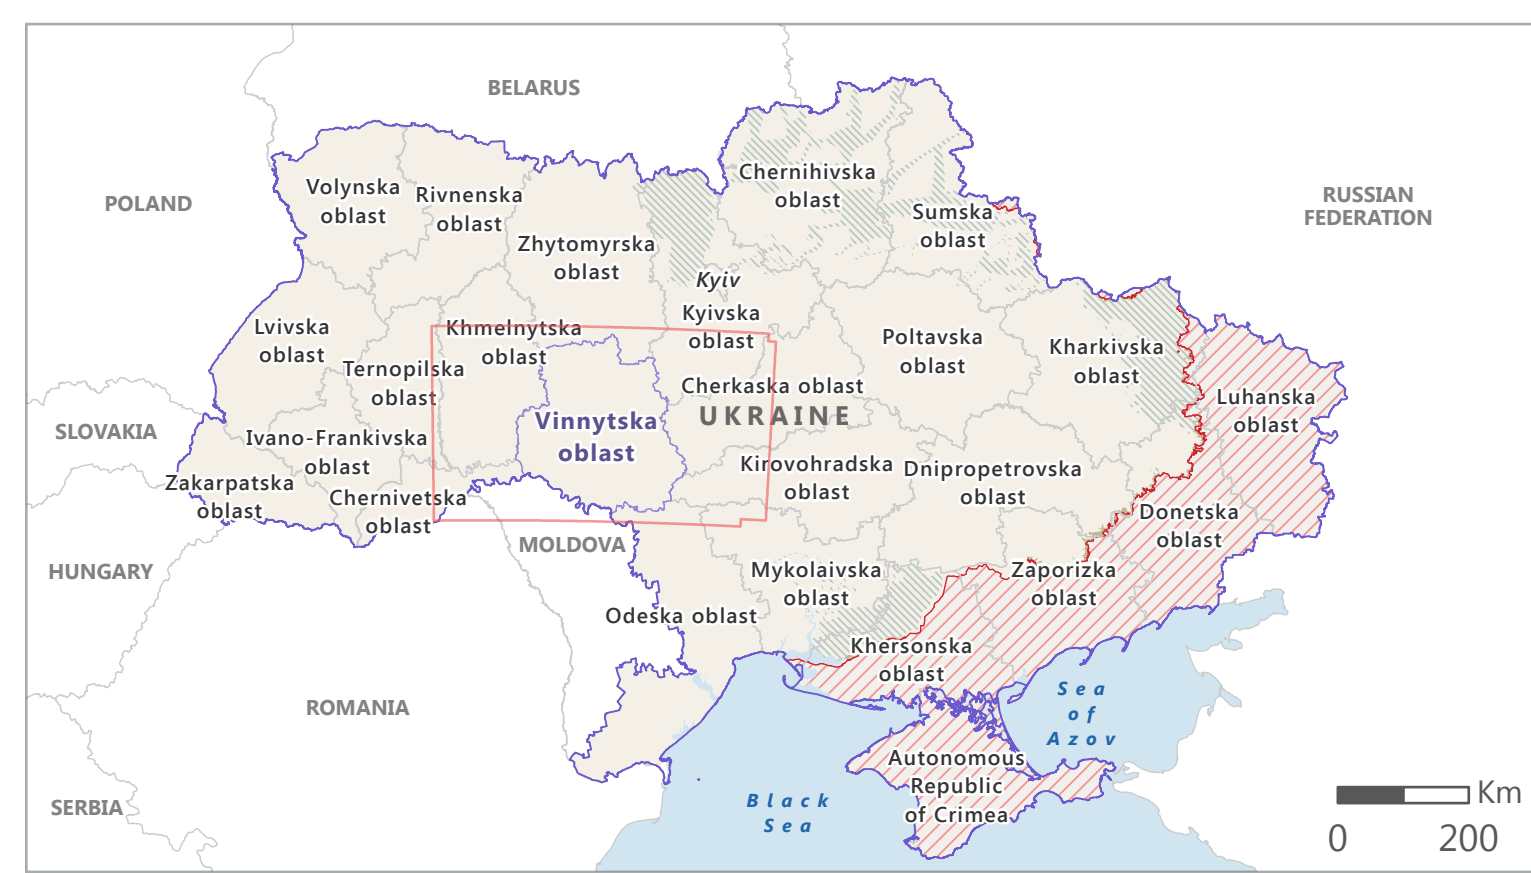 BELARUS
POLAND
RUSSIAN
FEDERATION
Volynska
oblast
Rivnenska
oblast
Zhytomyrska
oblast
Chernihivska
oblast
Sumska
oblast
Kyiv
Kyivska
oblast
Lvivska
oblast
Ternopilska
oblast
Khmelnytska
oblast
Poltavska
oblast
Kharkivska
oblast
Luhanska
oblast
Cherkaska oblast
UKRAINE
Vinnytska
oblast
SLOVAKIA
Ivano-Frankivska
oblast
Zakarpatska
oblast
Chernivetska
oblast
Kirovohradska
oblast
Dnipropetrovska
oblast
Donetska
oblast
MOLDOVA
HUNGARY
Mykolaivska
oblast
Zaporizka
oblast
Odeska oblast
Khersonska
oblast
ROMANIA
Sea
of
Azov
Autonomous
Republic
of Crimea
Black
Sea
SERBIA
Km
0 200